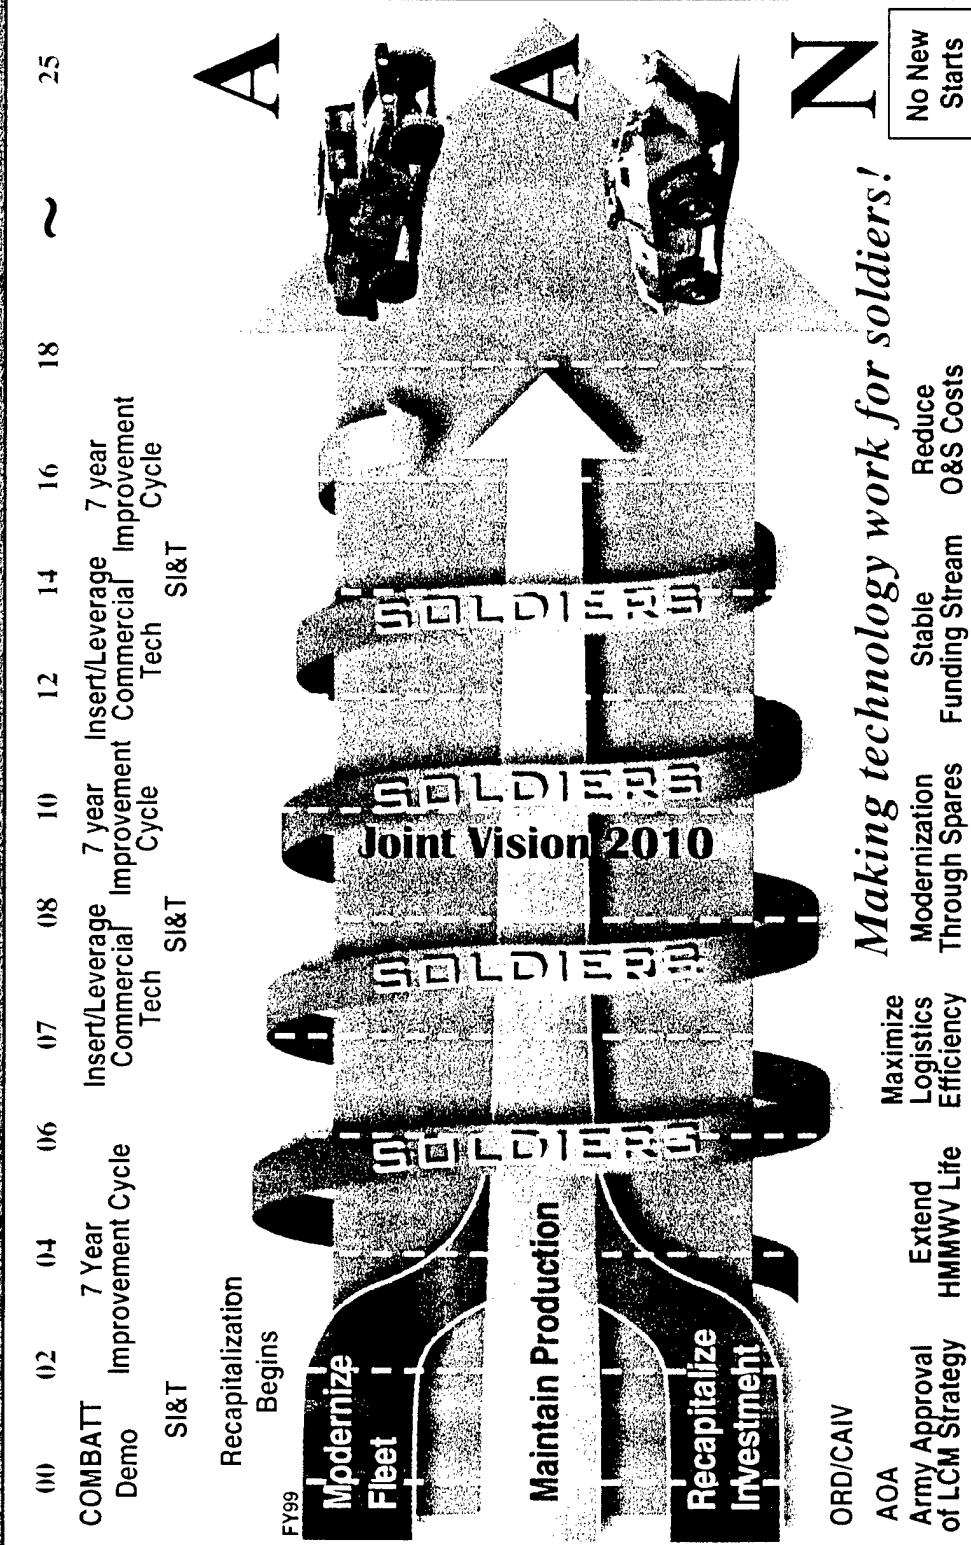 00 02 04 06 07 08 10 12 14 16 18 ~ 25
COMBATT
Demo
7 Year
Improvement Cycle
Insert/Leverage
Commercial
Tech
7 year
Improvement
Cycle
Insert/Leverage
Commercial
Tech
7 year
Improvement
Cycle
SI&T
SI&T
SI&T
Recapitalization
Begins
FY99
Modernize
Fleet
Maintain Production
Recapitalize
Investment
SOLDIERS
SOLDIERS
SOLDIERS
SOLDIERS
Joint Vision 2010
A
A
N
Making technology work for soldiers!
ORD/CAIV
AOA
Army Approval
of LCM Strategy
Extend
HMMWV Life
Maximize
Logistics
Efficiency
Modernization
Through Spares
Stable
Funding Stream
Reduce
O&S Costs
No New
Starts